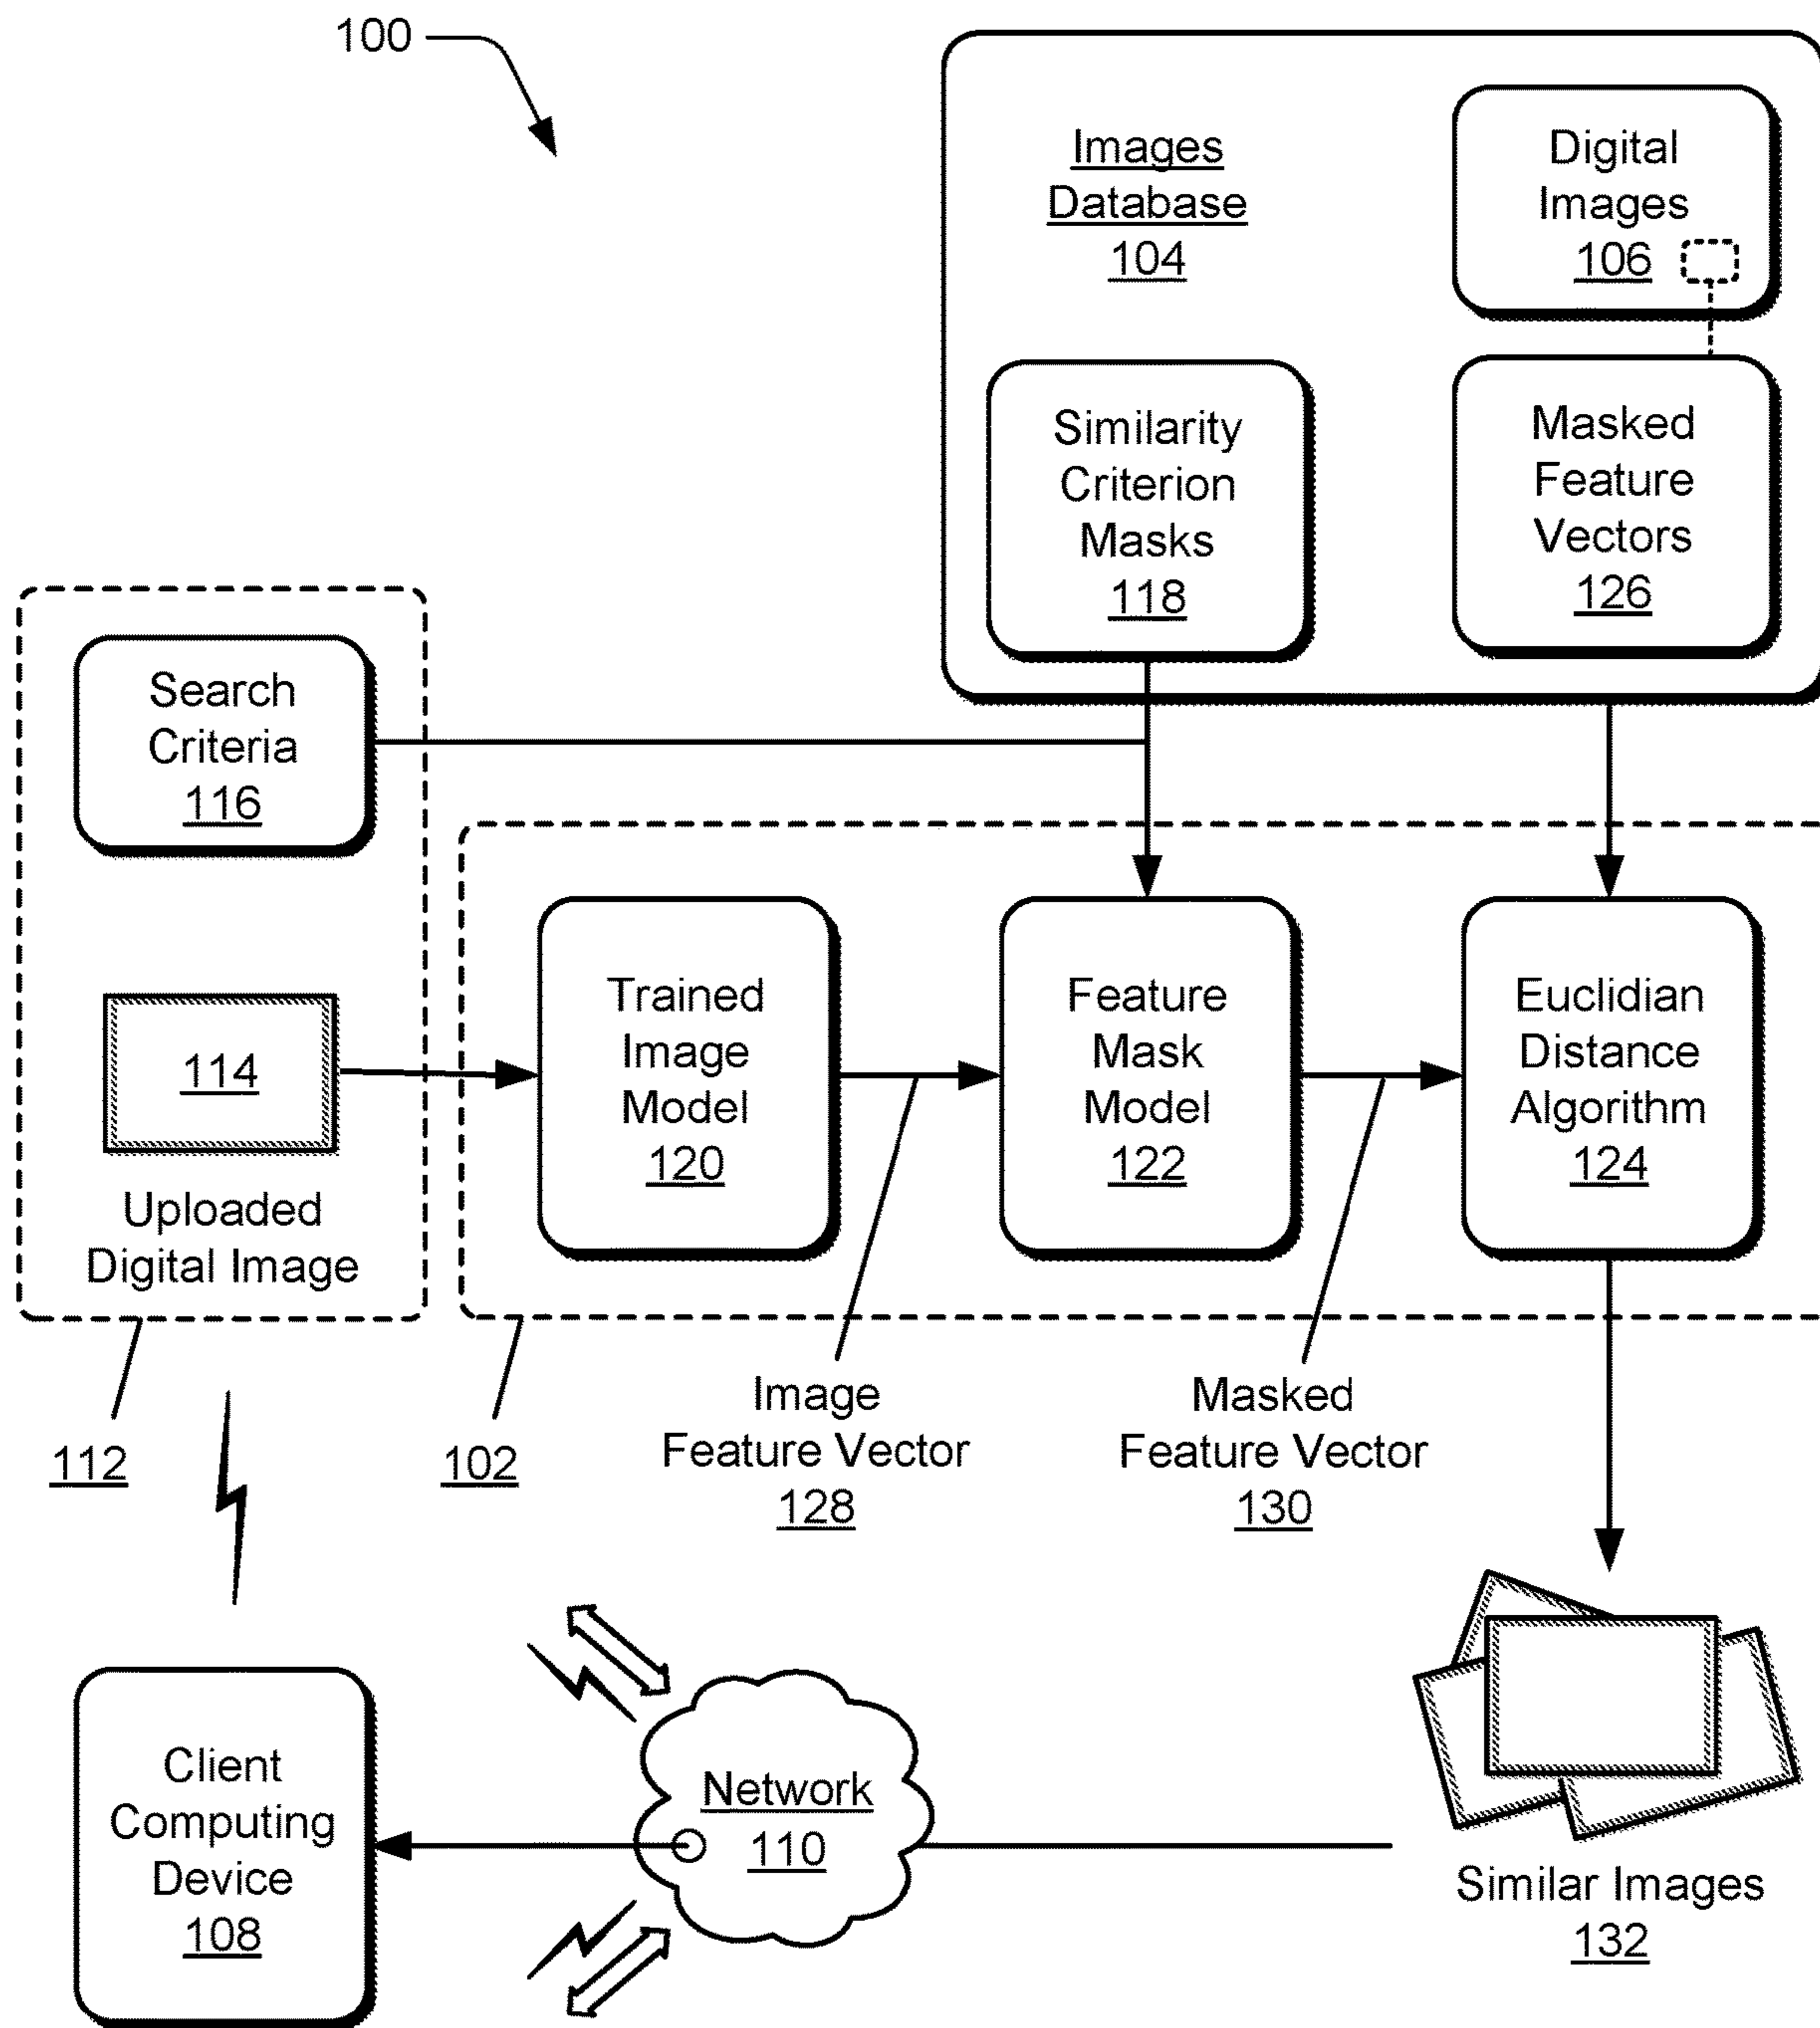 100
Images
Database
104
Digital
Images
106
Similarity
Criterion
Masks
118
Masked
Feature
Vectors
126
Search
Criteria
116
114
Uploaded
Digital Image
Trained
Image
Model
120
Feature
Mask
Model
122
Euclidian
Distance
Algorithm
124
112
102
Image
Feature Vector
128
Masked
Feature Vector
130
Client
Computing
Device
108
Network
110
Similar Images
132